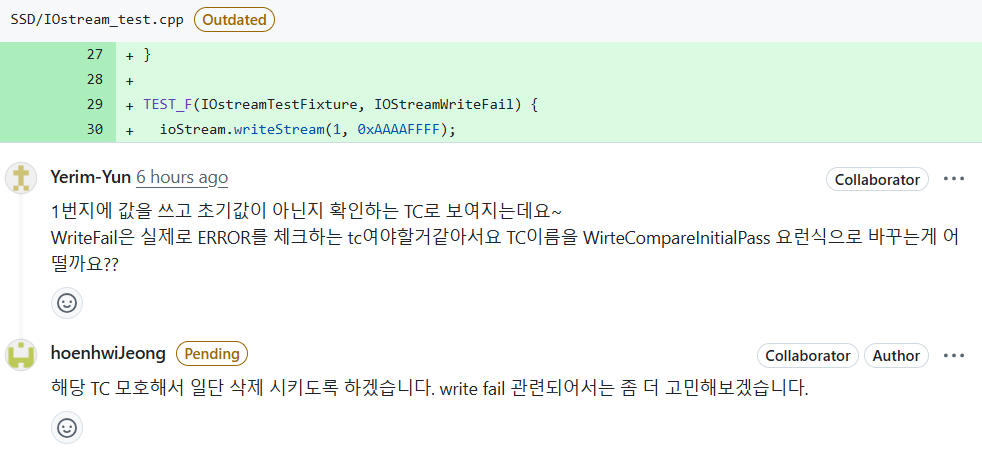 SSD/IOstream_test.cpp Outdated
27 + }
28 +
29 + TEST_F(IOstreamTestFixture, IOStreamWriteFail) {
30 + ioStream.writeStream(1, 0xAAAAFFFF);
Yerim-Yun 6 hours ago Collaborator ...
1번지에 값을 쓰고 초기값이 아닌지 확인하는 TC로 보여지는데요~
WriteFail은 실제로 ERROR를 체크하는 tc여야할거같아서요 TC이름을 WirteCompareInitialPass 요런식으로 바꾸는게 어
떨까요??
hoenhwiJeong Pending Collaborator Author ...
해당 TC 모호해서 일단 삭제 시키도록 하겠습니다. write fail 관련되어서는 좀 더 고민해보겠습니다.